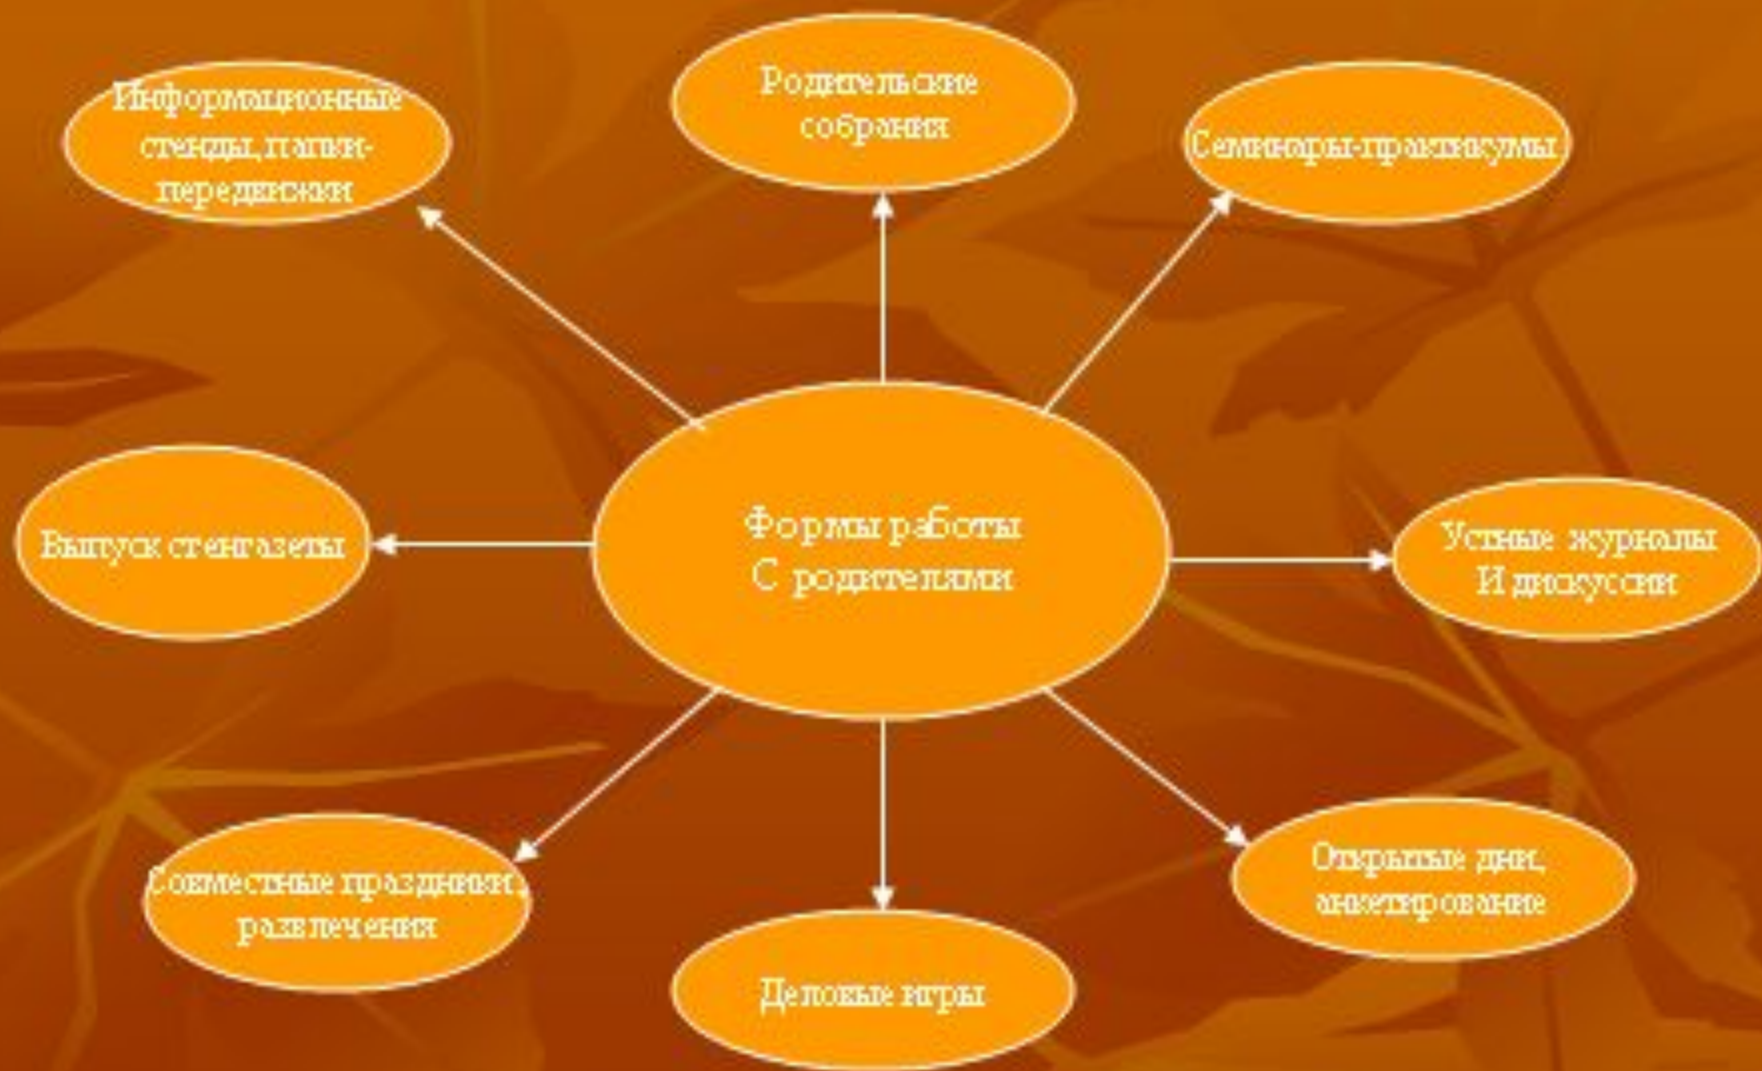 Информационные
стенды, папки-
передвижки
Родительские
собрания
Семинары-практикумы
Выпуск стенгазеты
Формы работы
С родителями
Устные журналы
И дискуссии
Совместные праздники,
развлечения
Деловые игры
Открытые дни,
анкетирование